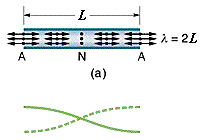 L
λ = 2L
A N A
(a)